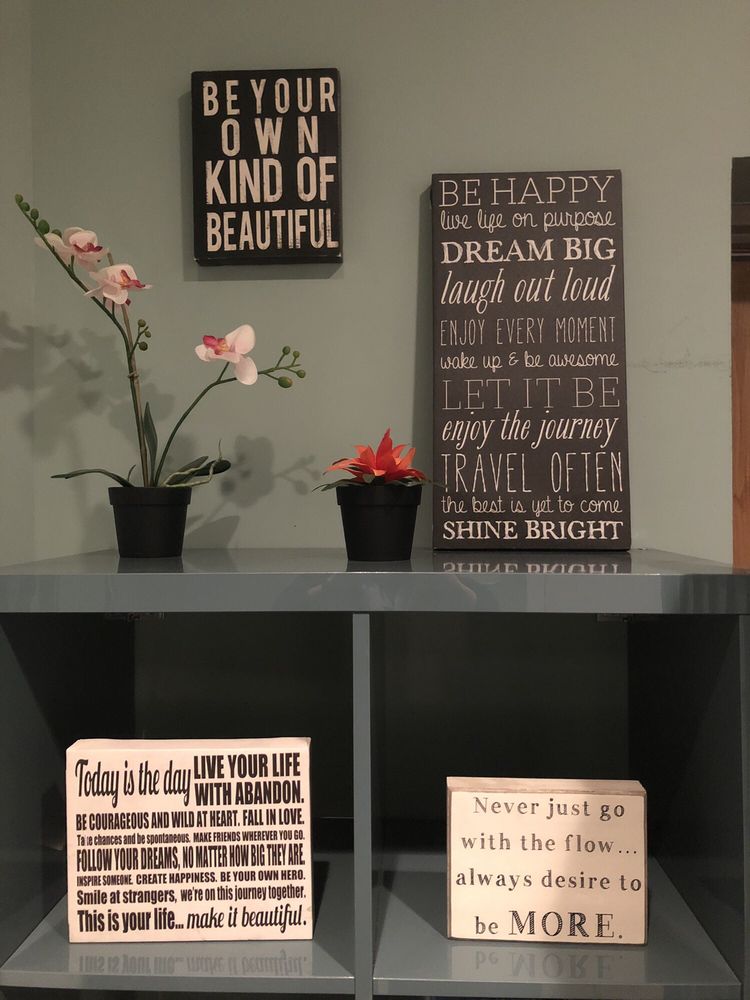 BE YOUR
OWN
KIND OF
BEAUTIFUL
BE HAPPY
live life on purpose
DREAM BIG
laugh out loud
ENJOY EVERY MOMENT
wake up & be awesome
LET IT BE
enjoy the journey
TRAVEL OFTEN
the best is yet to come
SHINE BRIGHT
Today is the day LIVE YOUR LIFE
WITH ABANDON.
BE COURAGEOUS AND WILD AT HEART. FALL IN LOVE.
Take chances and be spontaneous. MAKE FRIENDS WHEREVER YOU GO.
FOLLOW YOUR DREAMS, NO MATTER HOW BIG THEY ARE.
INSPIRE SOMEONE. CREATE HAPPINESS. BE YOUR OWN HERO.
Smile at strangers, we're on this journey together.
This is your life... make it beautiful.
Never just go
with the flow...
always desire to
be MORE.